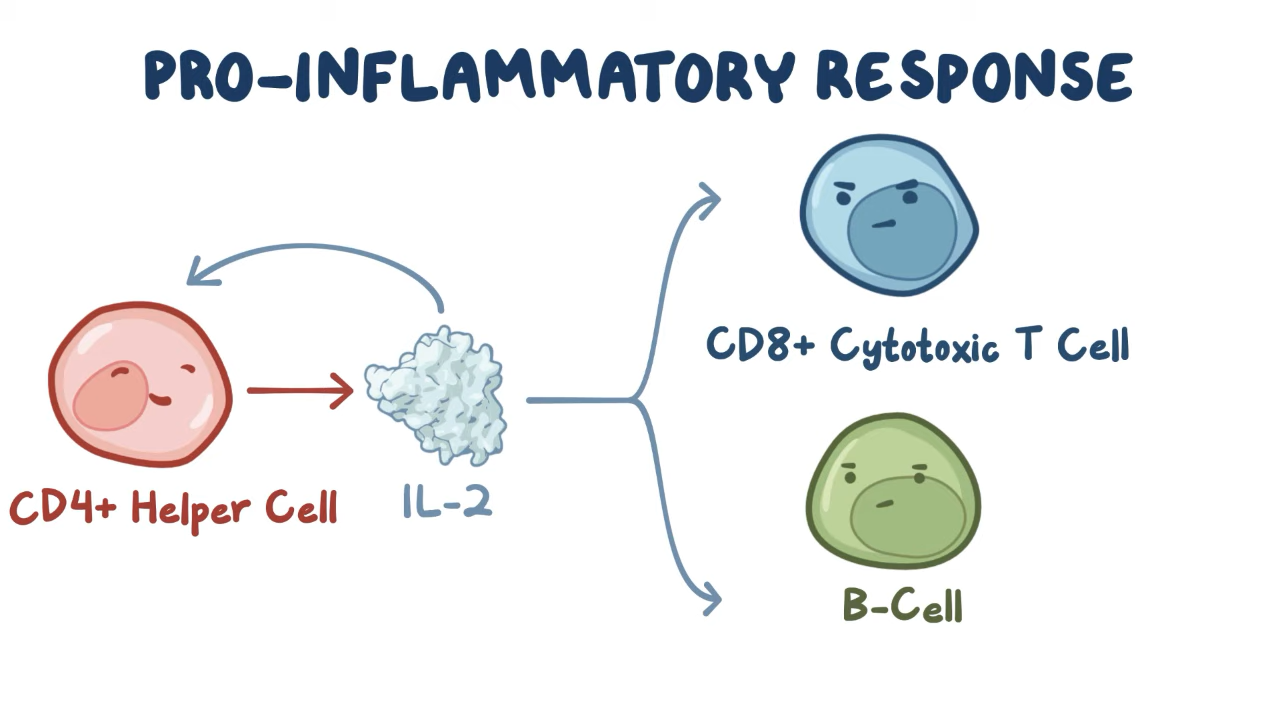 PRO-INFLAMMATORY RESPONSE
CD8+ Cytotoxic T Cell
CD4+ Helper Cell
IL-2
B-Cell